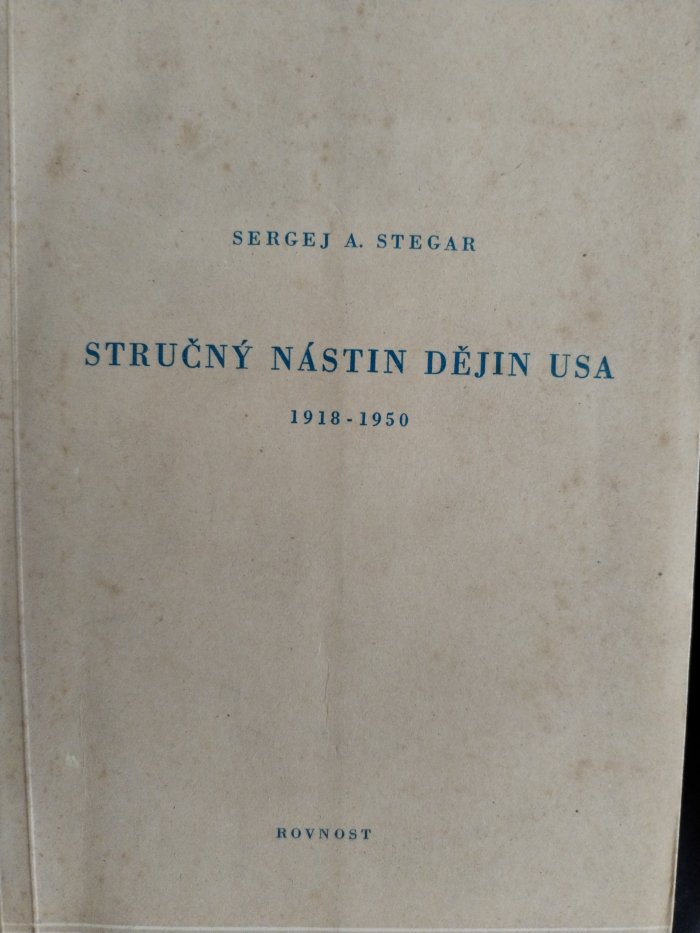 SERGEJ A. STEGAR
STRUČNÝ NÁSTIN DĚJIN USA
1918-1950
ROVNOST